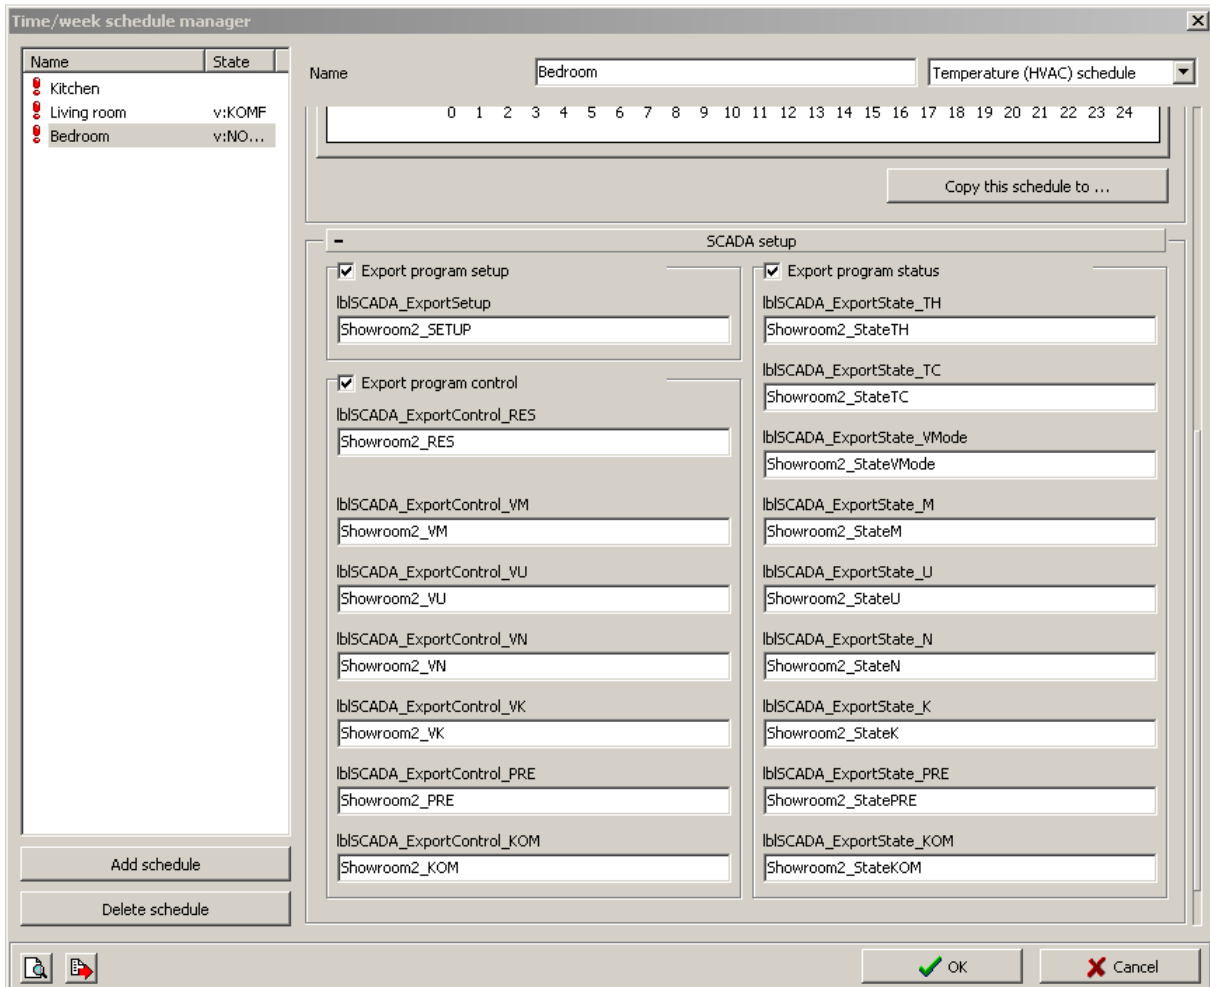 Time/week schedule manager
Name State
Kitchen
Living room v:KOMF
Bedroom v:NO...
Add schedule
Delete schedule
Name Bedroom Temperature (HVAC) schedule
0 1 2 3 4 5 6 7 8 9 10 11 12 13 14 15 16 17 18 19 20 21 22 23 24
Copy this schedule to ...
SCADA setup
Export program setup
lblSCADA_ExportSetup
Showroom2_SETUP
Export program control
lblSCADA_ExportControl_RES
Showroom2_RES
lblSCADA_ExportControl_VM
Showroom2_VM
lblSCADA_ExportControl_VU
Showroom2_VU
lblSCADA_ExportControl_VN
Showroom2_VN
lblSCADA_ExportControl_VK
Showroom2_VK
lblSCADA_ExportControl_PRE
Showroom2_PRE
lblSCADA_ExportControl_KOM
Showroom2_KOM
Export program status
lblSCADA_ExportState_TH
Showroom2_StateTH
lblSCADA_ExportState_TC
Showroom2_StateTC
lblSCADA_ExportState_VMode
Showroom2_StateVMode
lblSCADA_ExportState_M
Showroom2_StateM
lblSCADA_ExportState_U
Showroom2_StateU
lblSCADA_ExportState_N
Showroom2_StateN
lblSCADA_ExportState_K
Showroom2_StateK
lblSCADA_ExportState_PRE
Showroom2_StatePRE
lblSCADA_ExportState_KOM
Showroom2_StateKOM
OK
Cancel